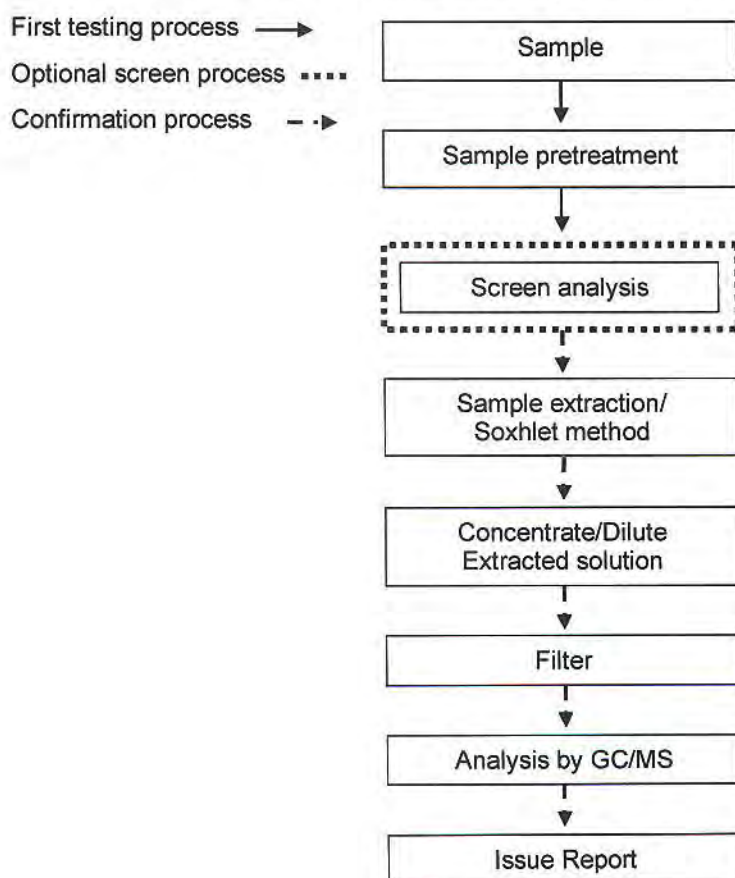 First testing process
Optional screen process
Confirmation process
Sample
Sample pretreatment
Screen analysis
Sample extraction/
Soxhlet method
Concentrate/Dilute
Extracted solution
Filter
Analysis by GC/MS
Issue Report